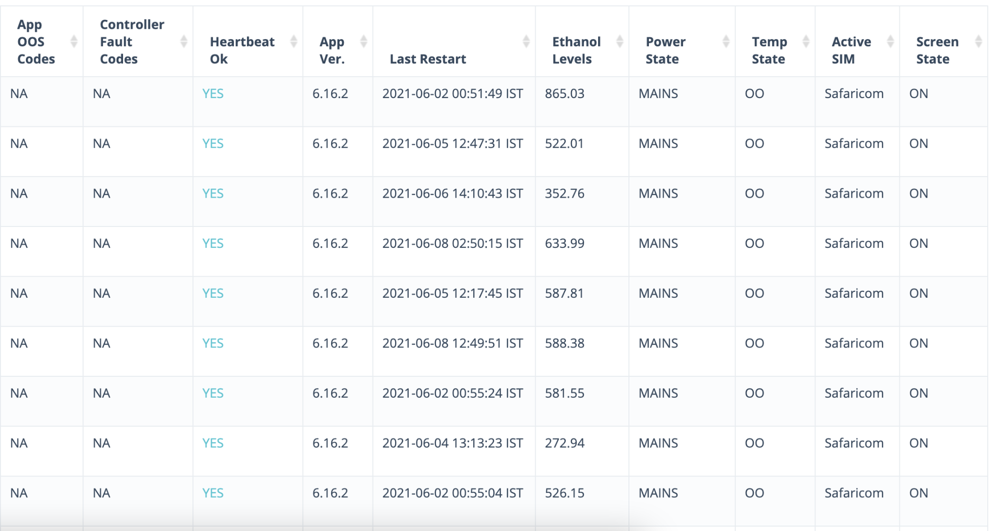 App OOS Codes Controller Fault Codes Heartbeat Ok App Ver. Last Restart Ethanol Levels Power State Temp State Active SIM Screen State
NA NA YES 6.16.2 2021-06-02 00:51:49 IST 865.03 MAINS OO Safaricom ON
NA NA YES 6.16.2 2021-06-05 12:47:31 IST 522.01 MAINS OO Safaricom ON
NA NA YES 6.16.2 2021-06-06 14:10:43 IST 352.76 MAINS OO Safaricom ON
NA NA YES 6.16.2 2021-06-08 02:50:15 IST 633.99 MAINS OO Safaricom ON
NA NA YES 6.16.2 2021-06-05 12:17:45 IST 587.81 MAINS OO Safaricom ON
NA NA YES 6.16.2 2021-06-08 12:49:51 IST 588.38 MAINS OO Safaricom ON
NA NA YES 6.16.2 2021-06-02 00:55:24 IST 581.55 MAINS OO Safaricom ON
NA NA YES 6.16.2 2021-06-04 13:13:23 IST 272.94 MAINS OO Safaricom ON
NA NA YES 6.16.2 2021-06-02 00:55:04 IST 526.15 MAINS OO Safaricom ON